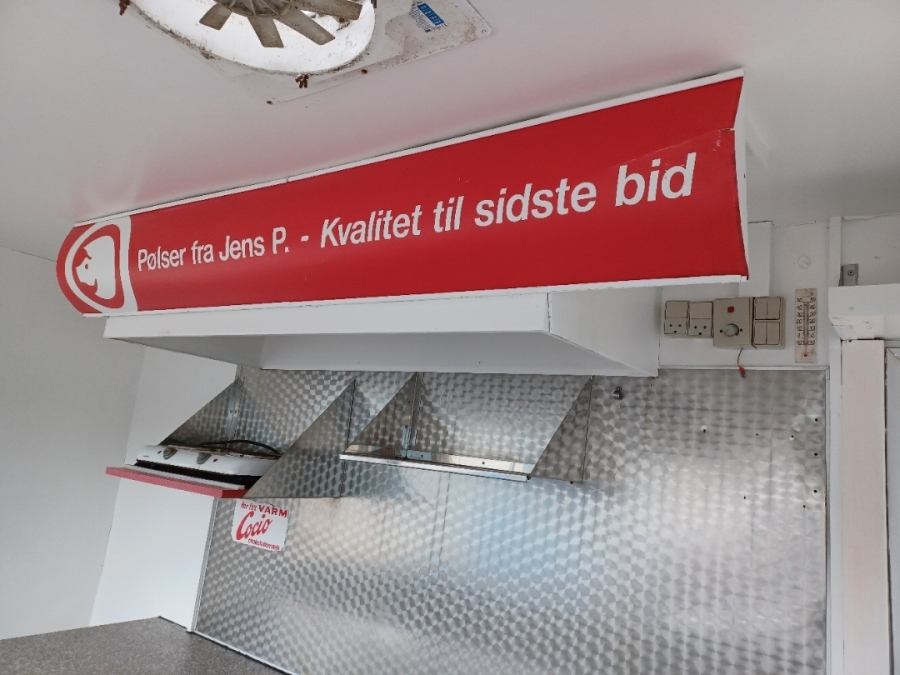 Pølser fra Jens P. - Kvalitet til sidste bid
VARM
Cocio